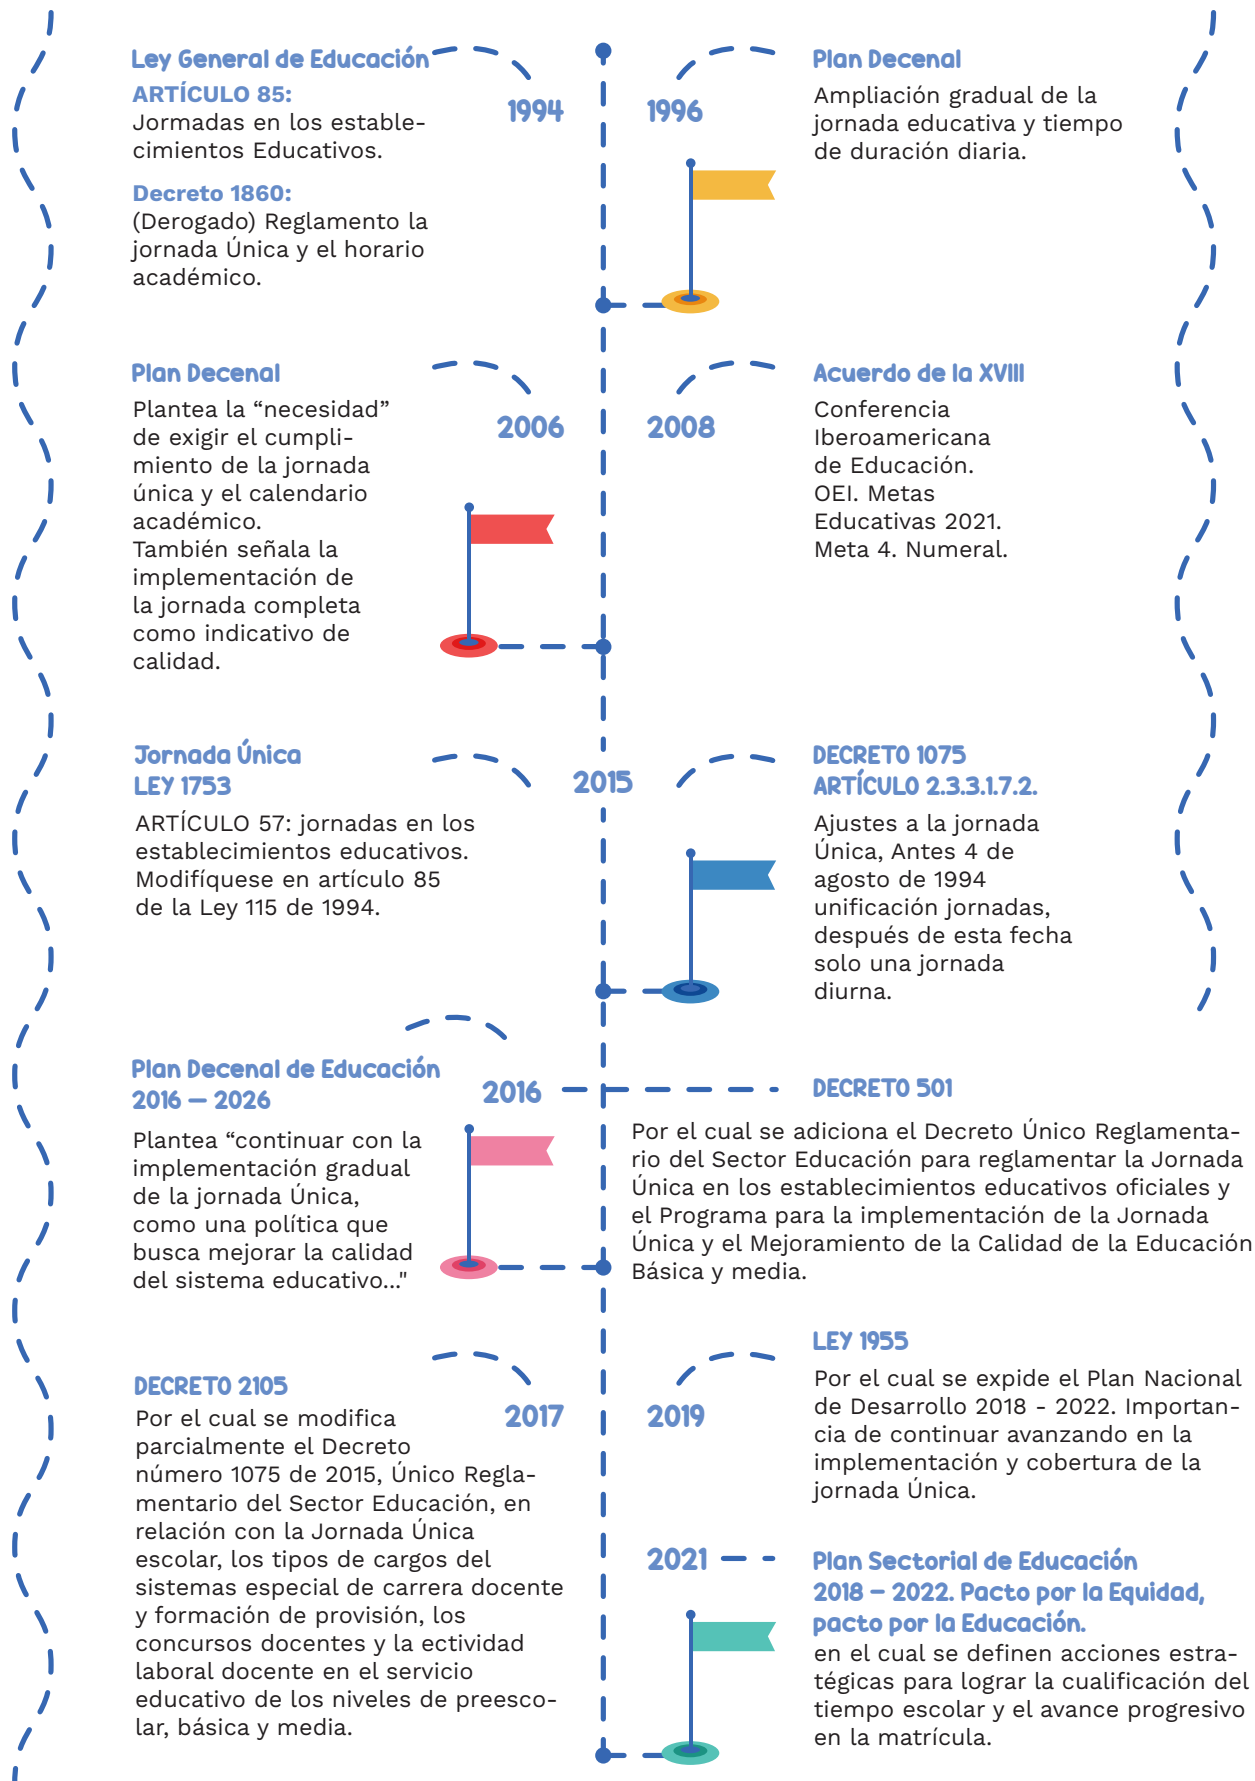 Ley General de Educación
ARTÍCULO 85:
Jormadas en los estable-
cimientos Educativos.
Decreto 1860:
(Derogado) Reglamento la
jornada Única y el horario
académico.
1994
1996
Plan Decenal
Ampliación gradual de la
jornada educativa y tiempo
de duración diaria.
Plan Decenal
Plantea la “necesidad”
de exigir el cumpli-
miento de la jornada
única y el calendario
académico.
También señala la
implementación de
la jornada completa
como indicativo de
calidad.
2006
2008
Acuerdo de la XVIII
Conferencia
Iberoamericana
de Educación.
OEI. Metas
Educativas 2021.
Meta 4. Numeral.
Jornada Única
LEY 1753
ARTÍCULO 57: jornadas en los
establecimientos educativos.
Modifíquese en artículo 85
de la Ley 115 de 1994.
2015
DECRETO 1075
ARTÍCULO 2.3.3.1.7.2.
Ajustes a la jornada
Única, Antes 4 de
agosto de 1994
unificación jornadas,
después de esta fecha
solo una jornada
diurna.
Plan Decenal de Educación
2016 – 2026
Plantea “continuar con la
implementación gradual
de la jornada Única,
como una política que
busca mejorar la calidad
del sistema educativo..."
2016
DECRETO 501
Por el cual se adiciona el Decreto Único Reglamenta-
rio del Sector Educación para reglamentar la Jornada
Única en los establecimientos educativos oficiales y
el Programa para la implementación de la Jornada
Única y el Mejoramiento de la Calidad de la Educación
Básica y media.
DECRETO 2105
Por el cual se modifica
parcialmente el Decreto
número 1075 de 2015, Único Regla-
mentario del Sector Educación, en
relación con la Jornada Única
escolar, los tipos de cargos del
sistemas especial de carrera docente
y formación de provisión, los
concursos docentes y la ectividad
laboral docente en el servicio
educativo de los niveles de preesco-
lar, básica y media.
2017
2019
LEY 1955
Por el cual se expide el Plan Nacional
de Desarrollo 2018 - 2022. Importan-
cia de continuar avanzando en la
implementación y cobertura de la
jornada Única.
2021
Plan Sectorial de Educación
2018 – 2022. Pacto por la Equidad,
pacto por la Educación.
en el cual se definen acciones estra-
tégicas para lograr la cualificación del
tiempo escolar y el avance progresivo
en la matrícula.